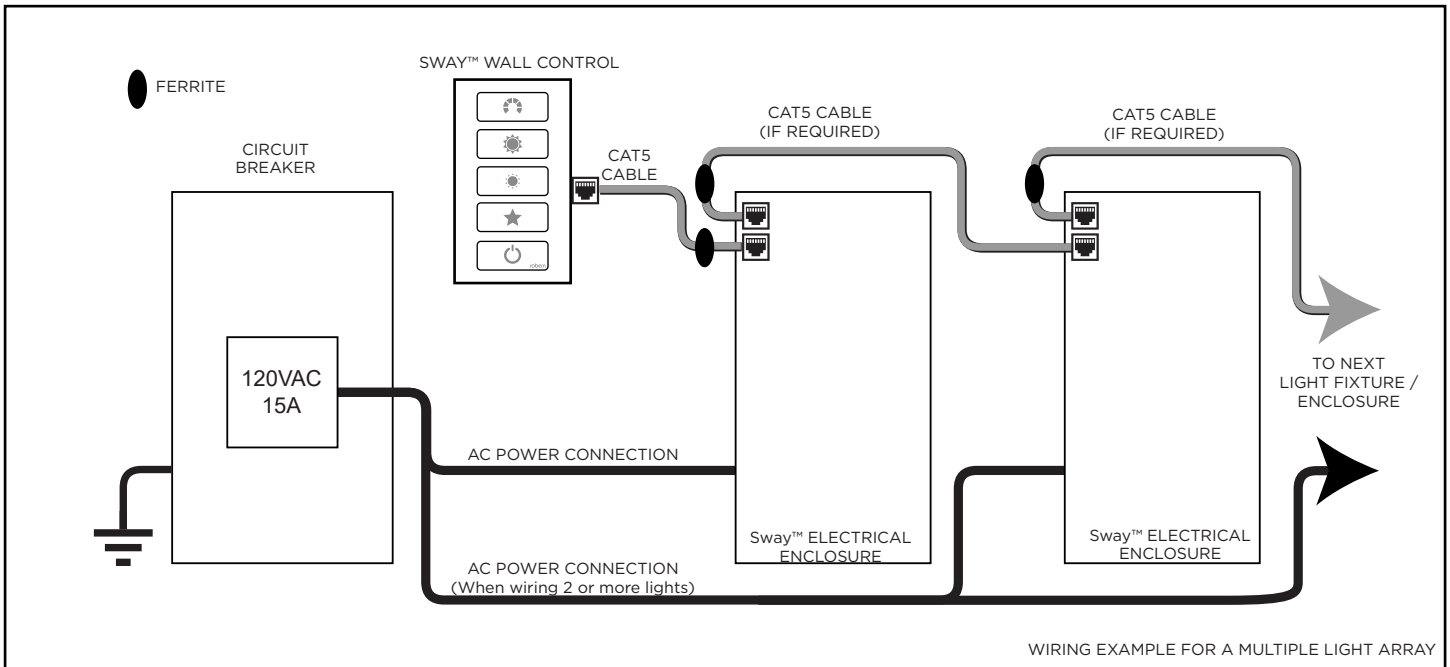 FERRITE
SWAY™ WALL CONTROL
robern
CIRCUIT
BREAKER
CAT5
CABLE
CAT5 CABLE
(IF REQUIRED)
CAT5 CABLE
(IF REQUIRED)
120VAC
15A
TO NEXT
LIGHT FIXTURE /
ENCLOSURE
AC POWER CONNECTION
Sway™ ELECTRICAL
ENCLOSURE
Sway™ ELECTRICAL
ENCLOSURE
AC POWER CONNECTION
(When wiring 2 or more lights)
WIRING EXAMPLE FOR A MULTIPLE LIGHT ARRAY